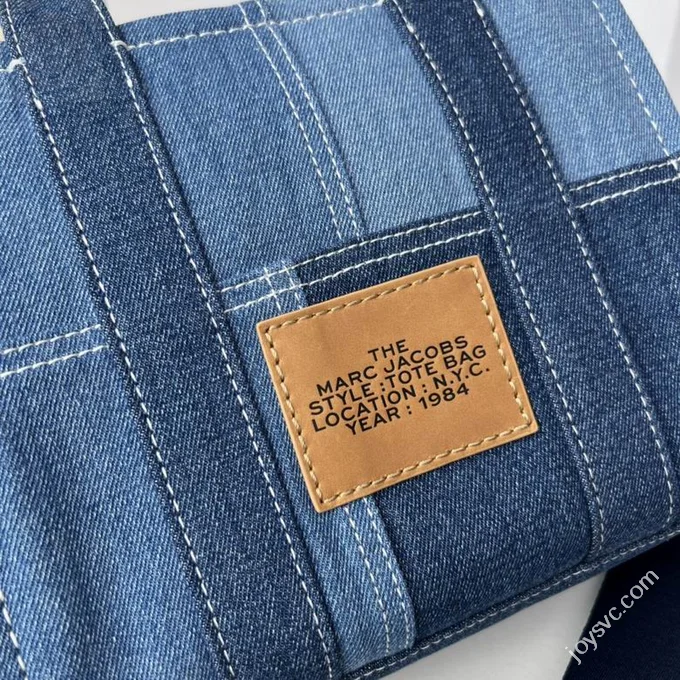 THE
MARC JACOBS
STYLE : TOTE BAG
LOCATION : N.Y.C.
YEAR : 1984
joysvc.com